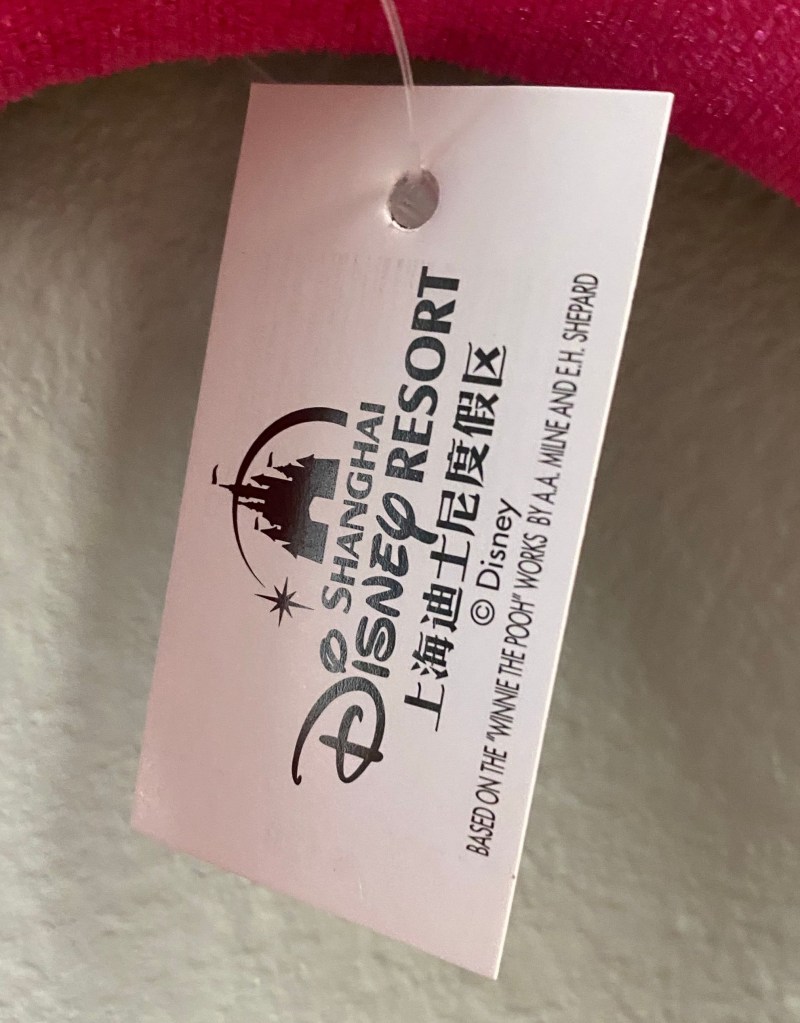 SHANGHAI
Disney RESORT
上海迪士尼度假区
© Disney
BASED ON THE "WINNIE THE POOH" WORKS BY A.A. MILNE AND E.H. SHEPARD